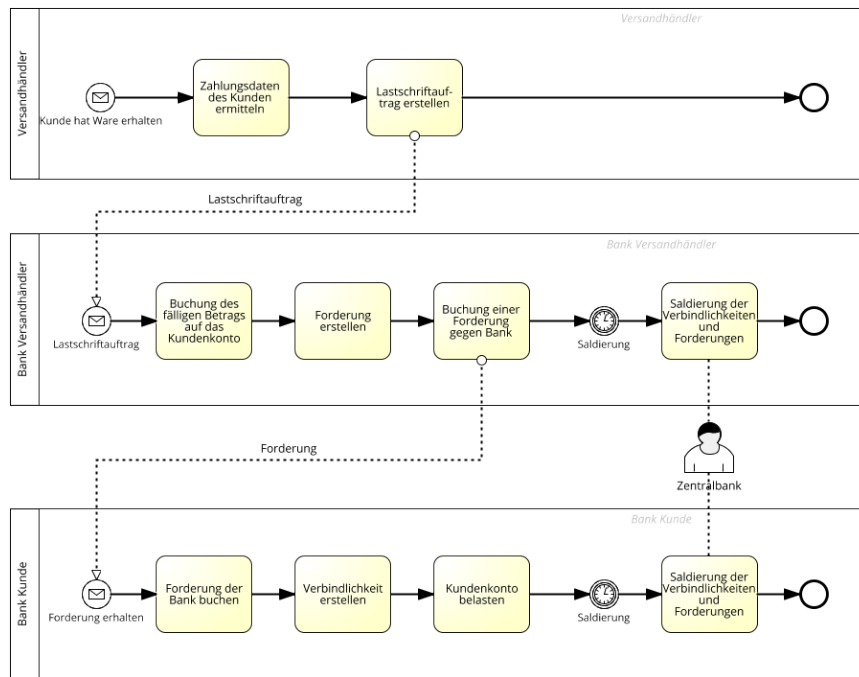 Versandhändler
Versandhändler
Kunde hat Ware erhalten
Zahlungsdaten
des Kunden
ermitteln
Lastschriftauf-
trag erstellen
Lastschriftauftrag
Bank Versandhändler
Bank Versandhändler
Lastschriftauftrag
Buchung des
fälligen Betrags
auf das
Kundenkonto
Forderung
erstellen
Buchung einer
Forderung
gegen Bank
Saldierung
Saldierung der
Verbindlichkeiten
und
Forderungen
Forderung
Zentralbank
Bank Kunde
Bank Kunde
Forderung erhalten
Forderung der
Bank buchen
Verbindlichkeit
erstellen
Kundenkonto
belasten
Saldierung
Saldierung der
Verbindlichkeiten
und
Forderungen